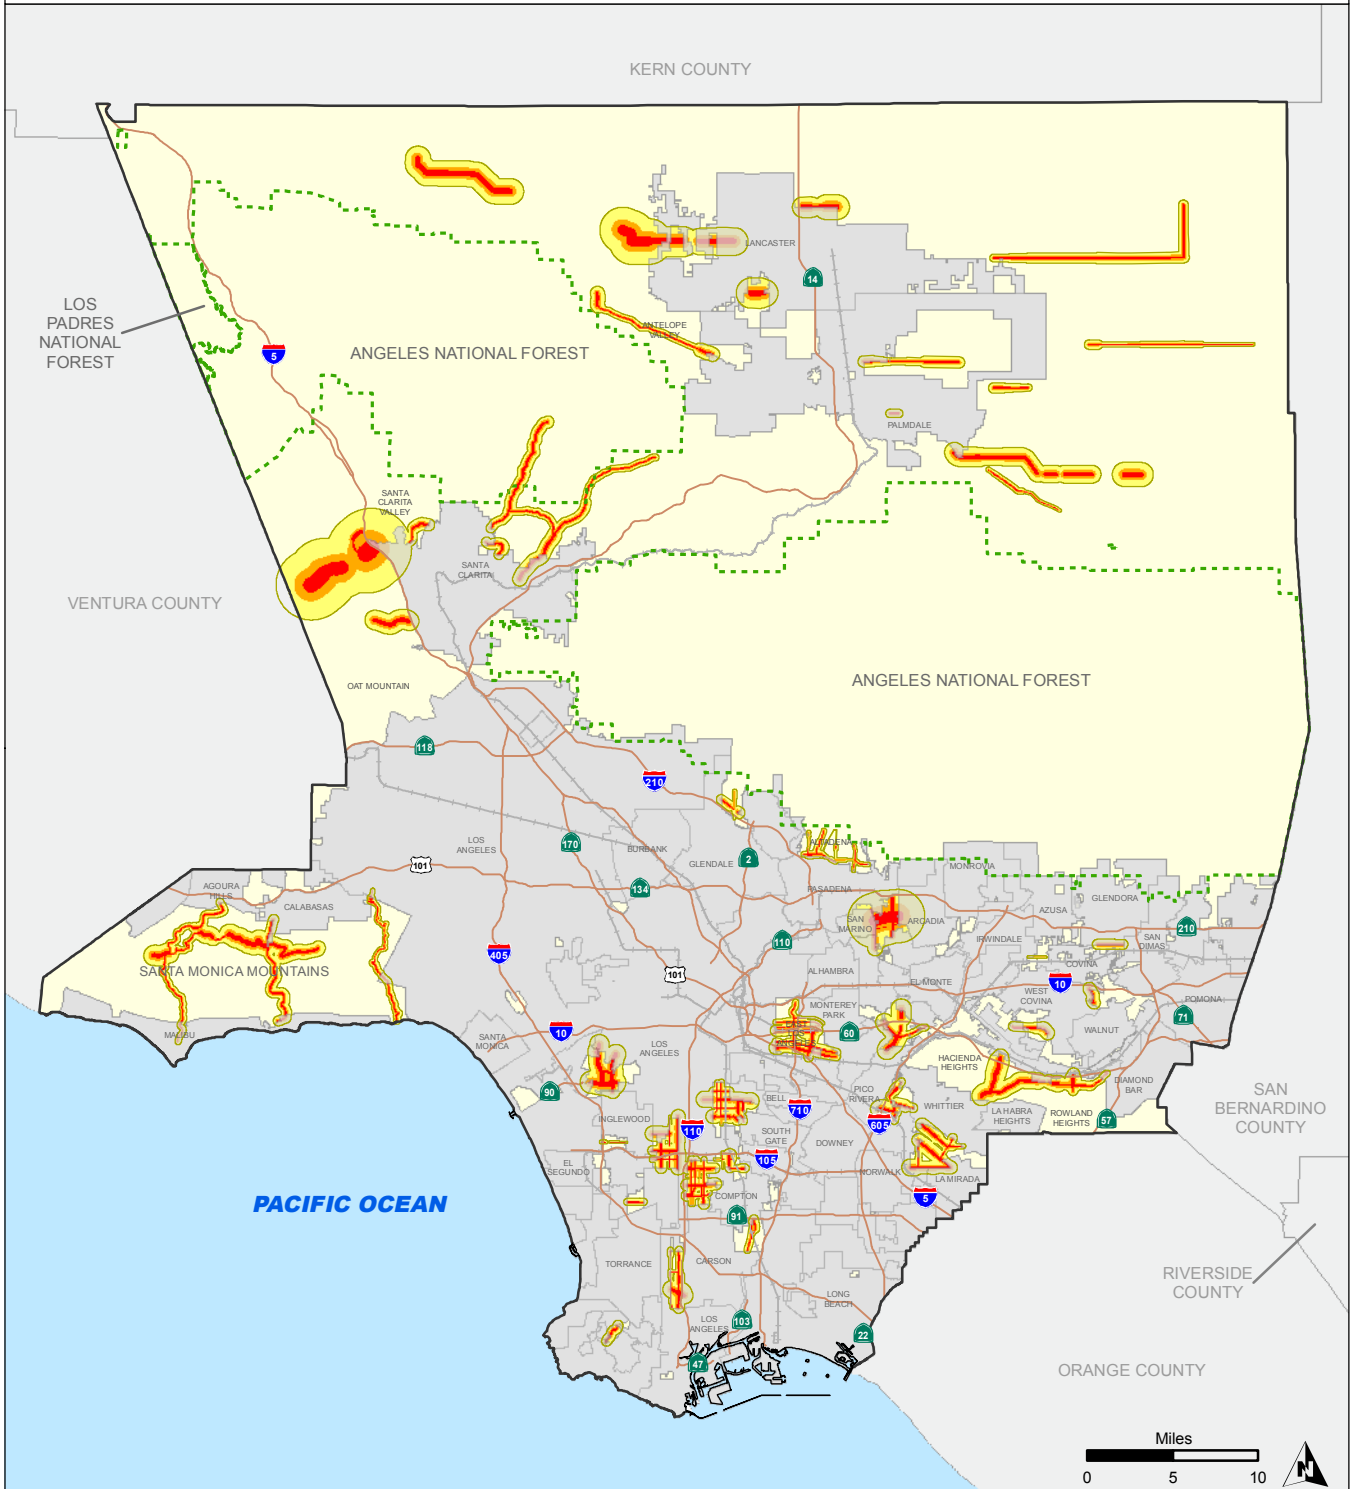 KERN COUNTY
LANCASTER
14
LOS
PADRES
NATIONAL
FOREST
5
ANGELES NATIONAL FOREST
ANTELOPE
VALLEY
PALMDALE
SANTA
CLARITA
VALLEY
SANTA
CLARITA
VENTURA COUNTY
OAT MOUNTAIN
ANGELES NATIONAL FOREST
118
210
LOS
ANGELES
170
BURBANK
GLENDALE
2
ALTADENA
MONROVIA
101
134
PASADENA
AGOURA
HILLS
CALABASAS
GLENDORA
AZUSA
210
SAN
MARINO
ARCADIA
SAN
DIMAS
IRWINDALE
COVINA
110
405
101
SANTA MONICA MOUNTAINS
ALHAMBRA
EL MONTE
10
WEST
COVINA
POMONA
MONTEREY
PARK
71
MALIBU
SANTA
MONICA
10
LOS
ANGELES
EAST
LOS
ANGELES
60
WALNUT
HACIENDA
HEIGHTS
DIAMOND
BAR
90
PICO
RIVERA
BELL
710
WHITTIER
LA HABRA
HEIGHTS
ROWLAND
HEIGHTS
57
SAN
BERNARDINO
COUNTY
INGLEWOOD
110
605
SOUTH
GATE
DOWNEY
105
EL
SEGUNDO
NORWALK
LA MIRADA
5
COMPTON
91
PACIFIC OCEAN
TORRANCE
CARSON
RIVERSIDE
COUNTY
LONG
BEACH
LOS
ANGELES
103
22
47
ORANGE COUNTY
Miles
0 5 10
N